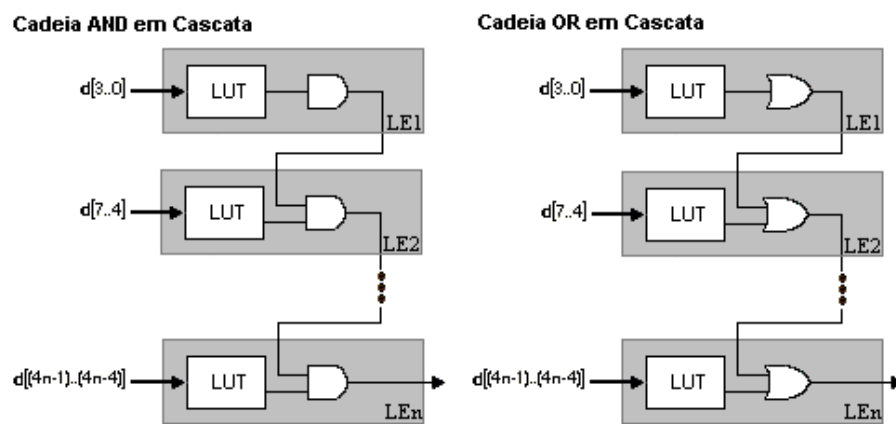 Cadeia AND em Cascata
d[3..0]
LUT
LE1
d[7..4]
LUT
LE2
d[(4n-1)..(4n-4)]
LUT
LEn
Cadeia OR em Cascata
d[3..0]
LUT
LE1
d[7..4]
LUT
LE2
d[(4n-1)..(4n-4)]
LUT
LEn